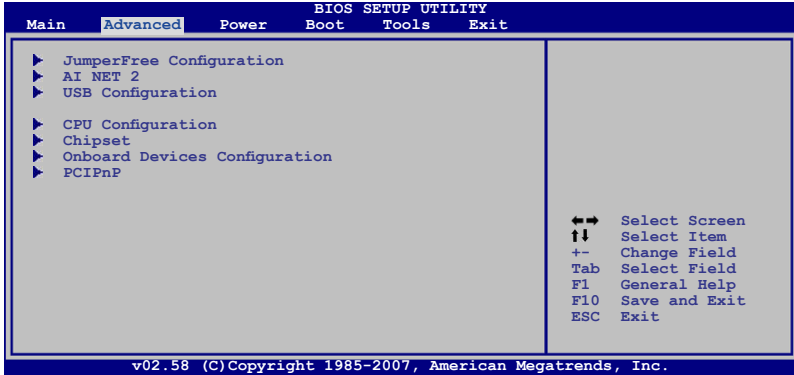 BIOS SETUP UTILITY
Main Advanced Power Boot Tools Exit
JumperFree Configuration
AI NET 2
USB Configuration
CPU Configuration
Chipset
Onboard Devices Configuration
PCIPnP
←→ Select Screen
↑↓ Select Item
+- Change Field
Tab Select Field
F1 General Help
F10 Save and Exit
ESC Exit
v02.58 (C)Copyright 1985-2007, American Megatrends, Inc.